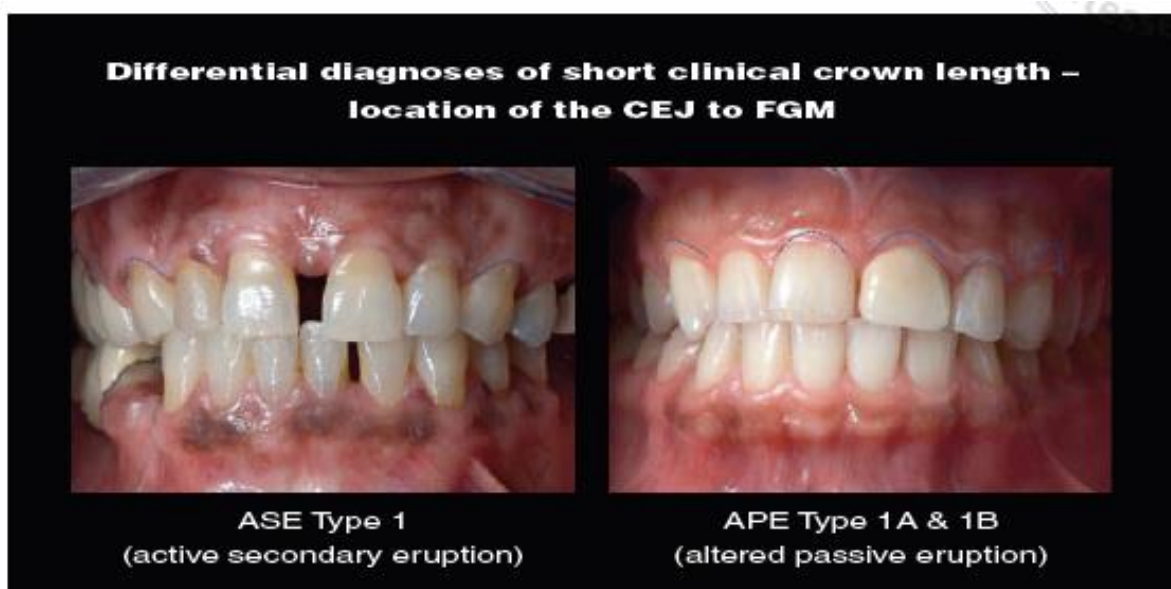 Differential diagnoses of short clinical crown length –
location of the CEJ to FGM
ASE Type 1
(active secondary eruption)
APE Type 1A & 1B
(altered passive eruption)